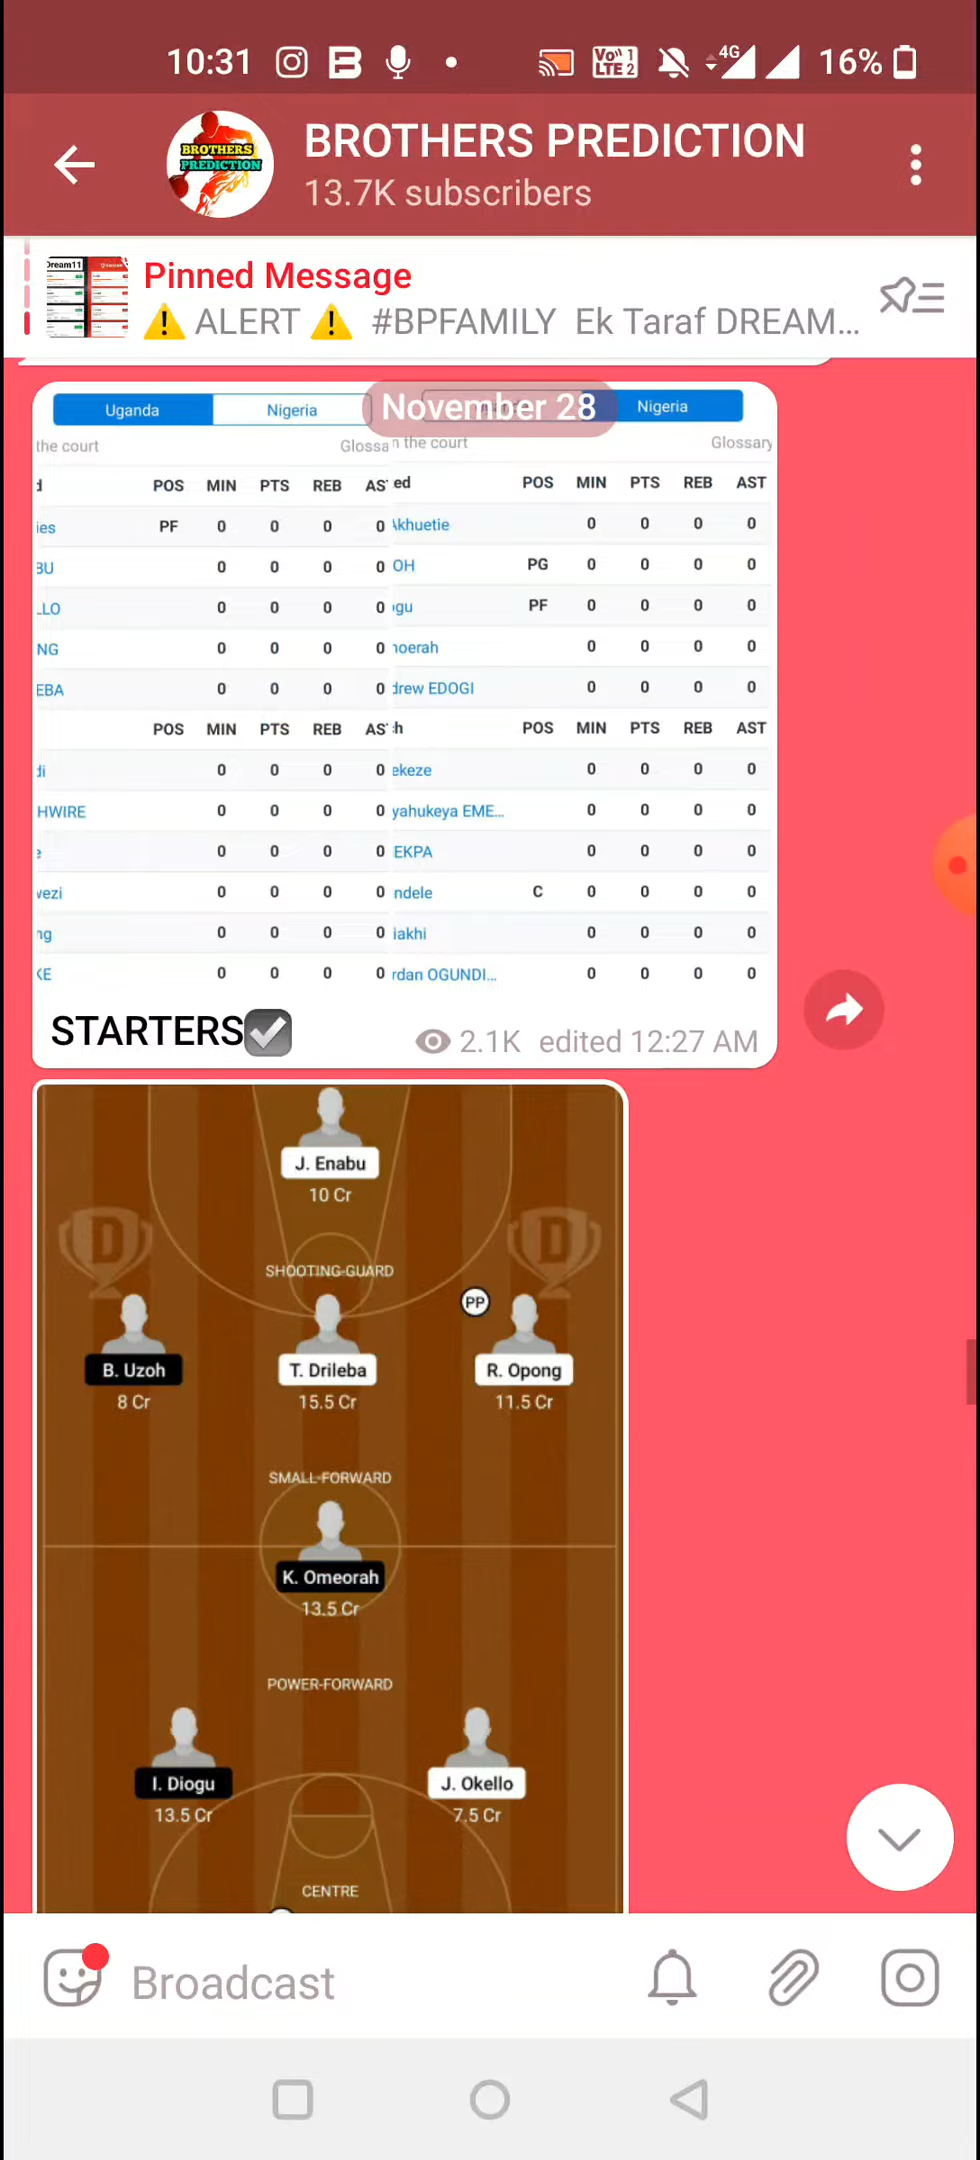 10:31 Vo)) 1 LTE 2 4G 16%
BROTHERS PREDICTION
BROTHERS PREDICTION
13.7K subscribers
Dream11
Pinned Message
⚠️ ALERT ⚠️ #BPFAMILY Ek Taraf DREAM...
November 28
Uganda Nigeria Nigeria
the court Glossa n the court Glossary
d POS MIN PTS REB AS ed POS MIN PTS REB AST
ies PF 0 0 0 0 Akhuetie 0 0 0 0
BU 0 0 0 0 OH PG 0 0 0 0
LLO 0 0 0 0 ogu PF 0 0 0 0
NG 0 0 0 0 noerah 0 0 0 0
EBA 0 0 0 0 drew EDOGI 0 0 0 0
POS MIN PTS REB AS h POS MIN PTS REB AST
di 0 0 0 0 ekeze 0 0 0 0
HWIRE 0 0 0 0 yahukeya EME... 0 0 0 0
e 0 0 0 0 EKPA 0 0 0 0
vezi 0 0 0 0 ndele C 0 0 0 0
ng 0 0 0 0 iakhi 0 0 0 0
KE 0 0 0 0 rdan OGUNDI... 0 0 0 0
STARTERS☑️ 2.1K edited 12:27 AM
J. Enabu
10 Cr
D D
SHOOTING-GUARD
PP
B. Uzoh T. Drileba R. Opong
8 Cr 15.5 Cr 11.5 Cr
SMALL-FORWARD
K. Omeorah
13.5 Cr
POWER-FORWARD
I. Diogu J. Okello
13.5 Cr 7.5 Cr
CENTRE
Broadcast